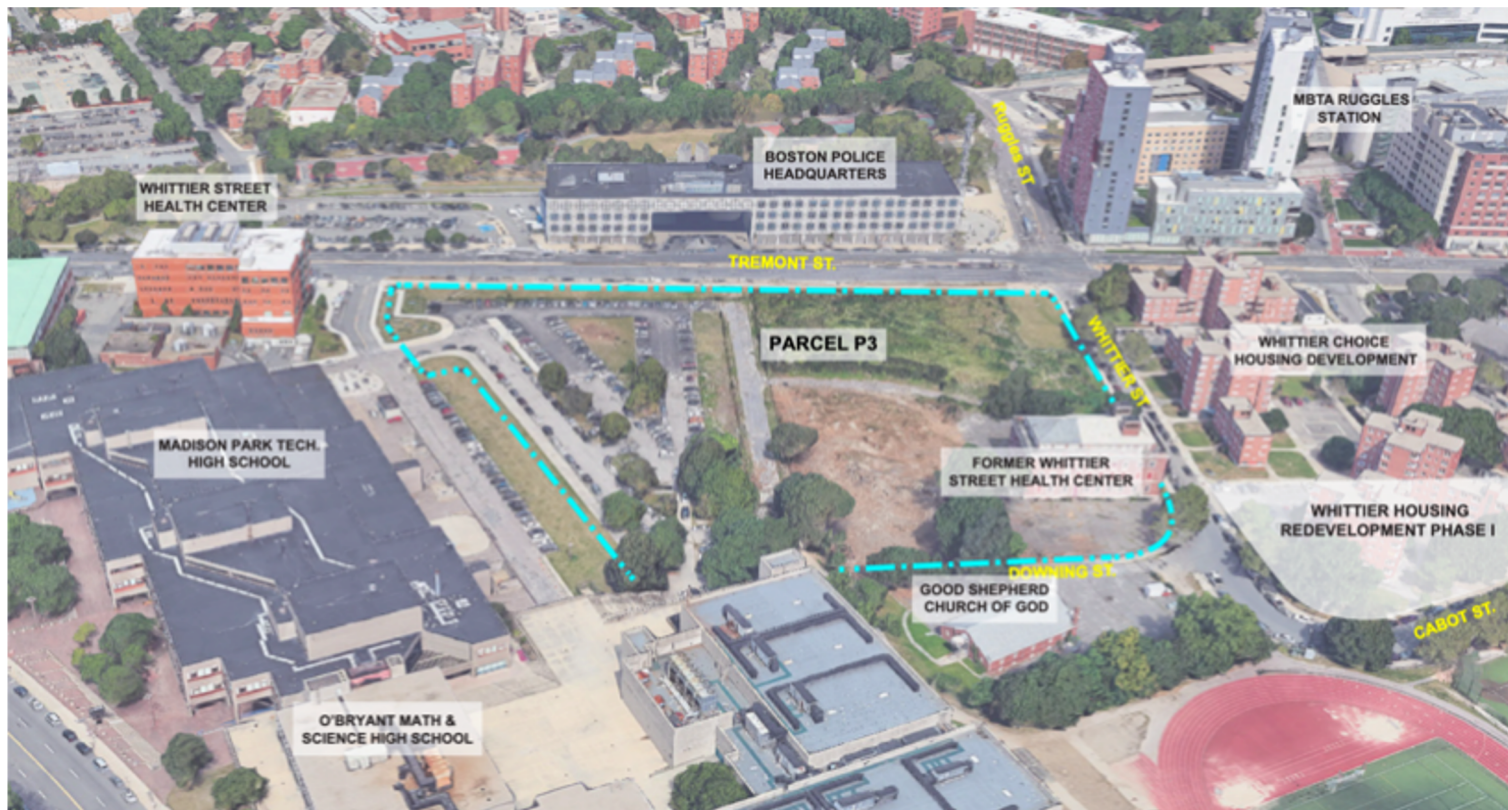 Ruggles ST
MBTA RUGGLES
STATION
BOSTON POLICE
HEADQUARTERS
WHITTIER STREET
HEALTH CENTER
TREMONT ST.
PARCEL P3
WHITTIER ST
WHITTIER CHOICE
HOUSING DEVELOPMENT
MADISON PARK TECH.
HIGH SCHOOL
FORMER WHITTIER
STREET HEALTH CENTER
WHITTIER HOUSING
REDEVELOPMENT PHASE I
DOWNING ST.
GOOD SHEPHERD
CHURCH OF GOD
CABOT ST.
O'BRYANT MATH &
SCIENCE HIGH SCHOOL